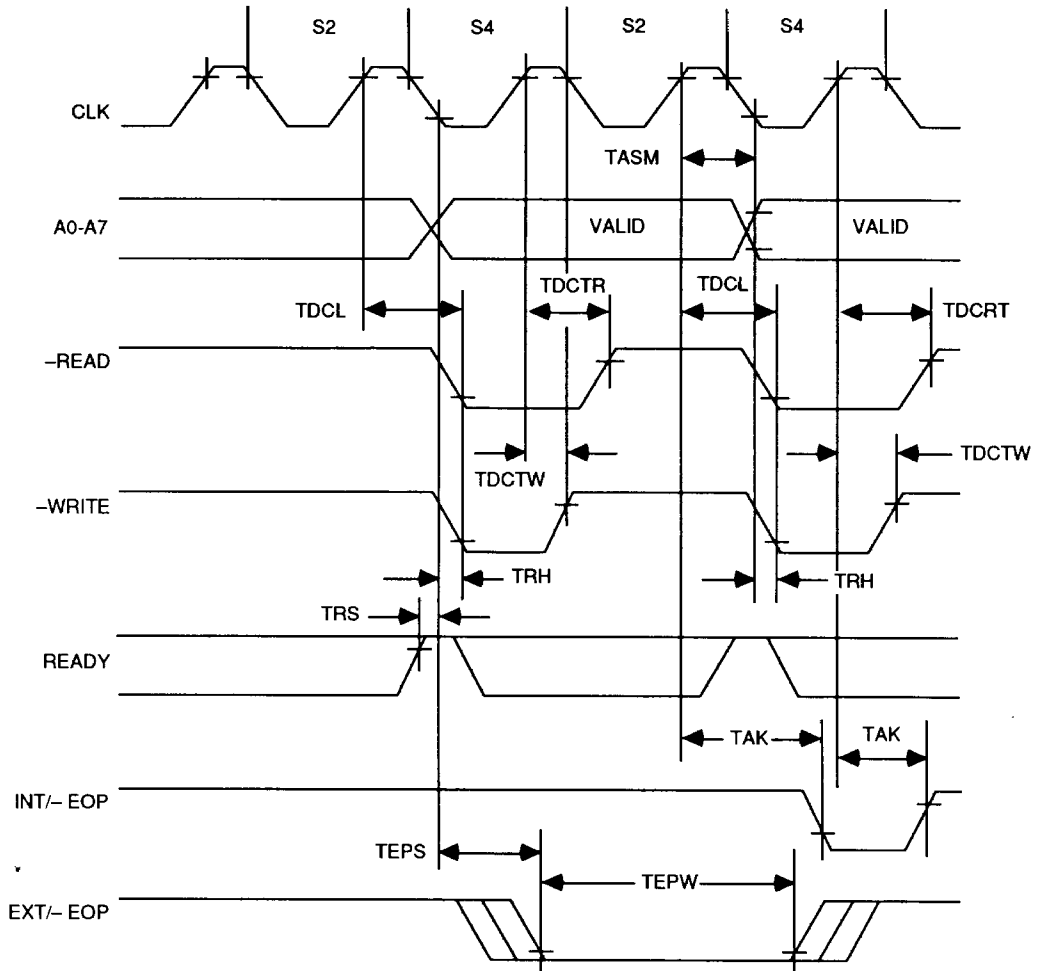 S2 S4 S2 S4
CLK
TASM
A0-A7 VALID VALID
TDCL TDCTR TDCL TDCRT
–READ
TDCTW TDCTW
–WRITE
TRH TRH
TRS
READY
TAK TAK
INT/– EOP
TEPS TEPW
EXT/– EOP